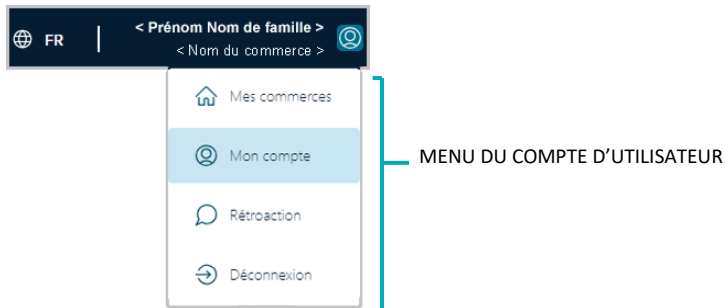 FR
< Prénom Nom de famille >
< Nom du commerce >
Mes commerces
Mon compte
MENU DU COMPTE D’UTILISATEUR
Rétroaction
Déconnexion